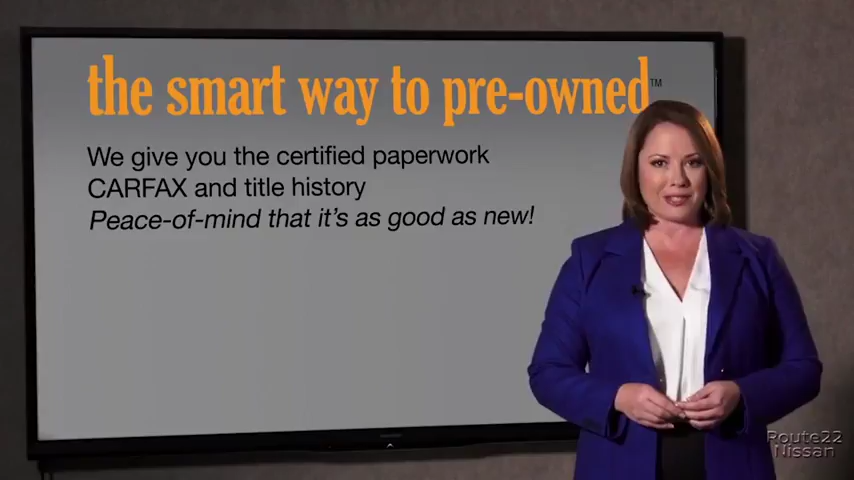 the smart way to pre-owned™
We give you the certified paperwork
CARFAX and title history
Peace-of-mind that it's as good as new!
Route22
Nissan